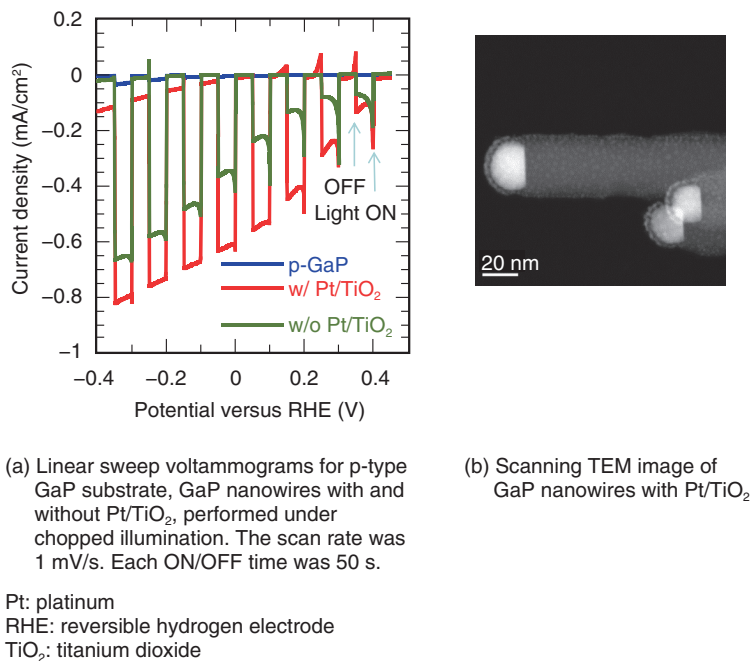 0.2
0
−0.2
−0.4
−0.6
−0.8
−1
Current density (mA/cm²)
OFF
Light ON
p-GaP
w/ Pt/TiO₂
w/o Pt/TiO₂
−0.4
−0.2
0
0.2
0.4
Potential versus RHE (V)
20 nm
(a) Linear sweep voltammograms for p-type
GaP substrate, GaP nanowires with and
without Pt/TiO₂, performed under
chopped illumination. The scan rate was
1 mV/s. Each ON/OFF time was 50 s.
(b) Scanning TEM image of
GaP nanowires with Pt/TiO₂
Pt: platinum
RHE: reversible hydrogen electrode
TiO₂: titanium dioxide